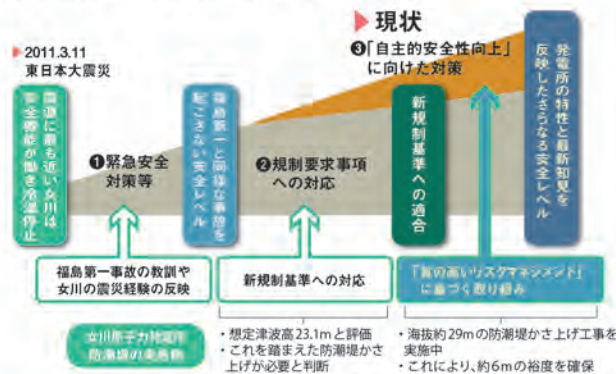 ▶ 2011.3.11
東日本大震災
震源に最も近い女川は
安全機能が働き冷温停止
❶緊急安全
対策等
福島第一と同様な事故を
起こさない安全レベル
❷規制要求事項
への対応
▶ 現状
❸「自主的安全性向上」
に向けた対策
新規制基準への適合
発電所の特性と最新知見を
反映したさらなる安全レベル
福島第一事故の教訓や
女川の震災経験の反映
新規制基準への対応
「質の高いリスクマネジメント」
に基づく取り組み
女川原子力発電所
防潮堤の
・想定津波高23.1mと評価
・これを踏まえた防潮堤かさ
上げが必要と判断
・海抜約29mの防潮堤かさ上げ工事を
実施中
・これにより、約6mの裕度を確保